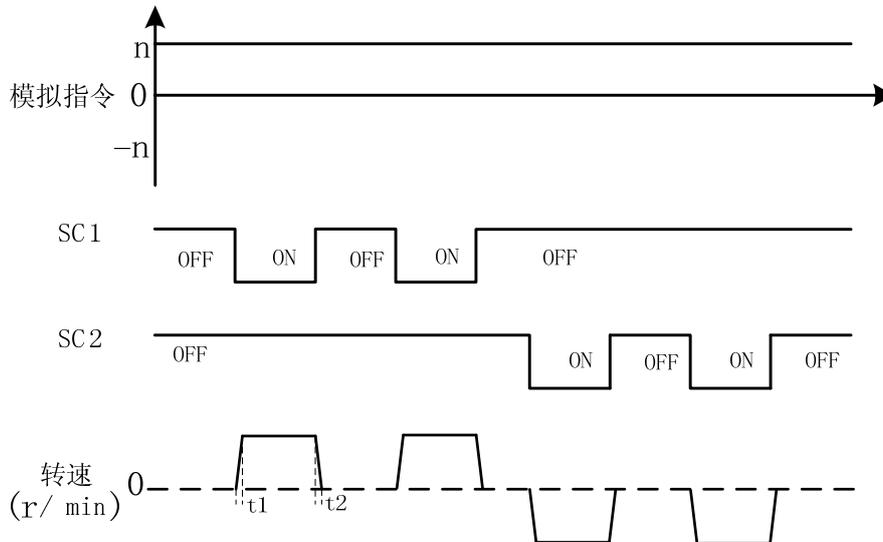 n
模拟指令 0
-n
SC1
OFF ON OFF ON OFF
SC2
OFF ON OFF ON OFF
转速 0
(r/ min)
t1 t2